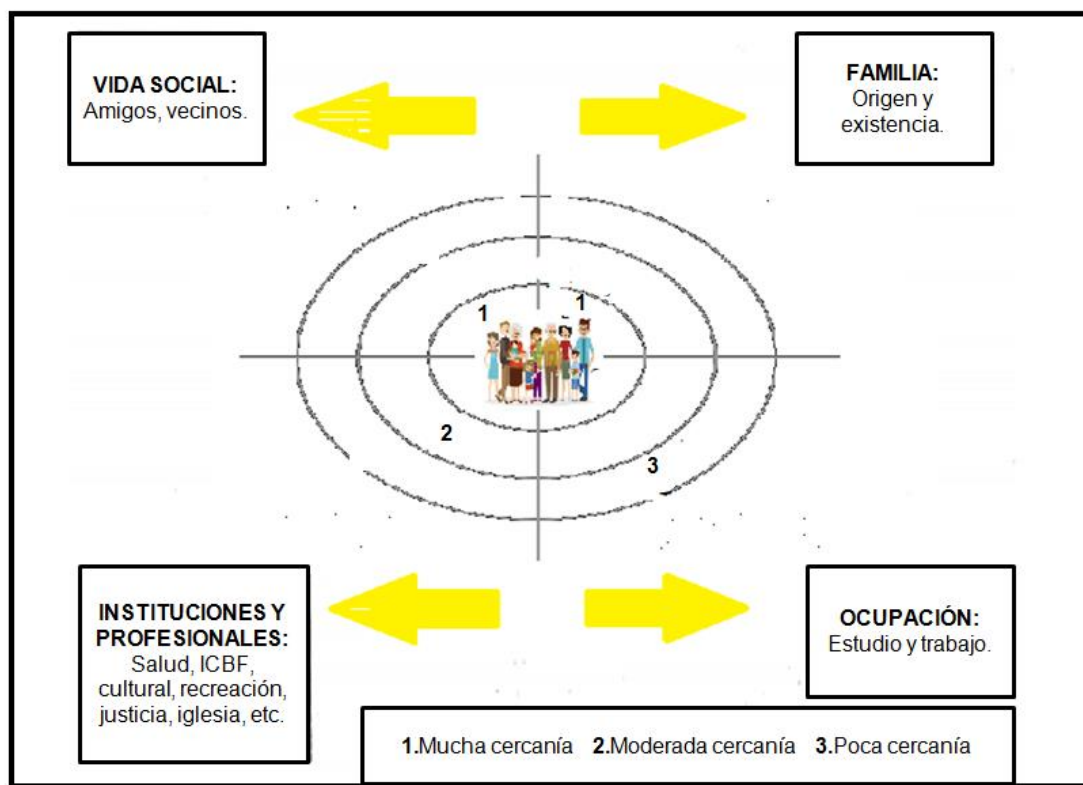 VIDA SOCIAL:
Amigos, vecinos.
FAMILIA:
Origen y
existencia.
1
1
2
3
INSTITUCIONES Y
PROFESIONALES:
Salud, ICBF,
cultural, recreación,
justicia, iglesia, etc.
OCUPACIÓN:
Estudio y trabajo.
1.Mucha cercanía 2.Moderada cercanía 3.Poca cercanía